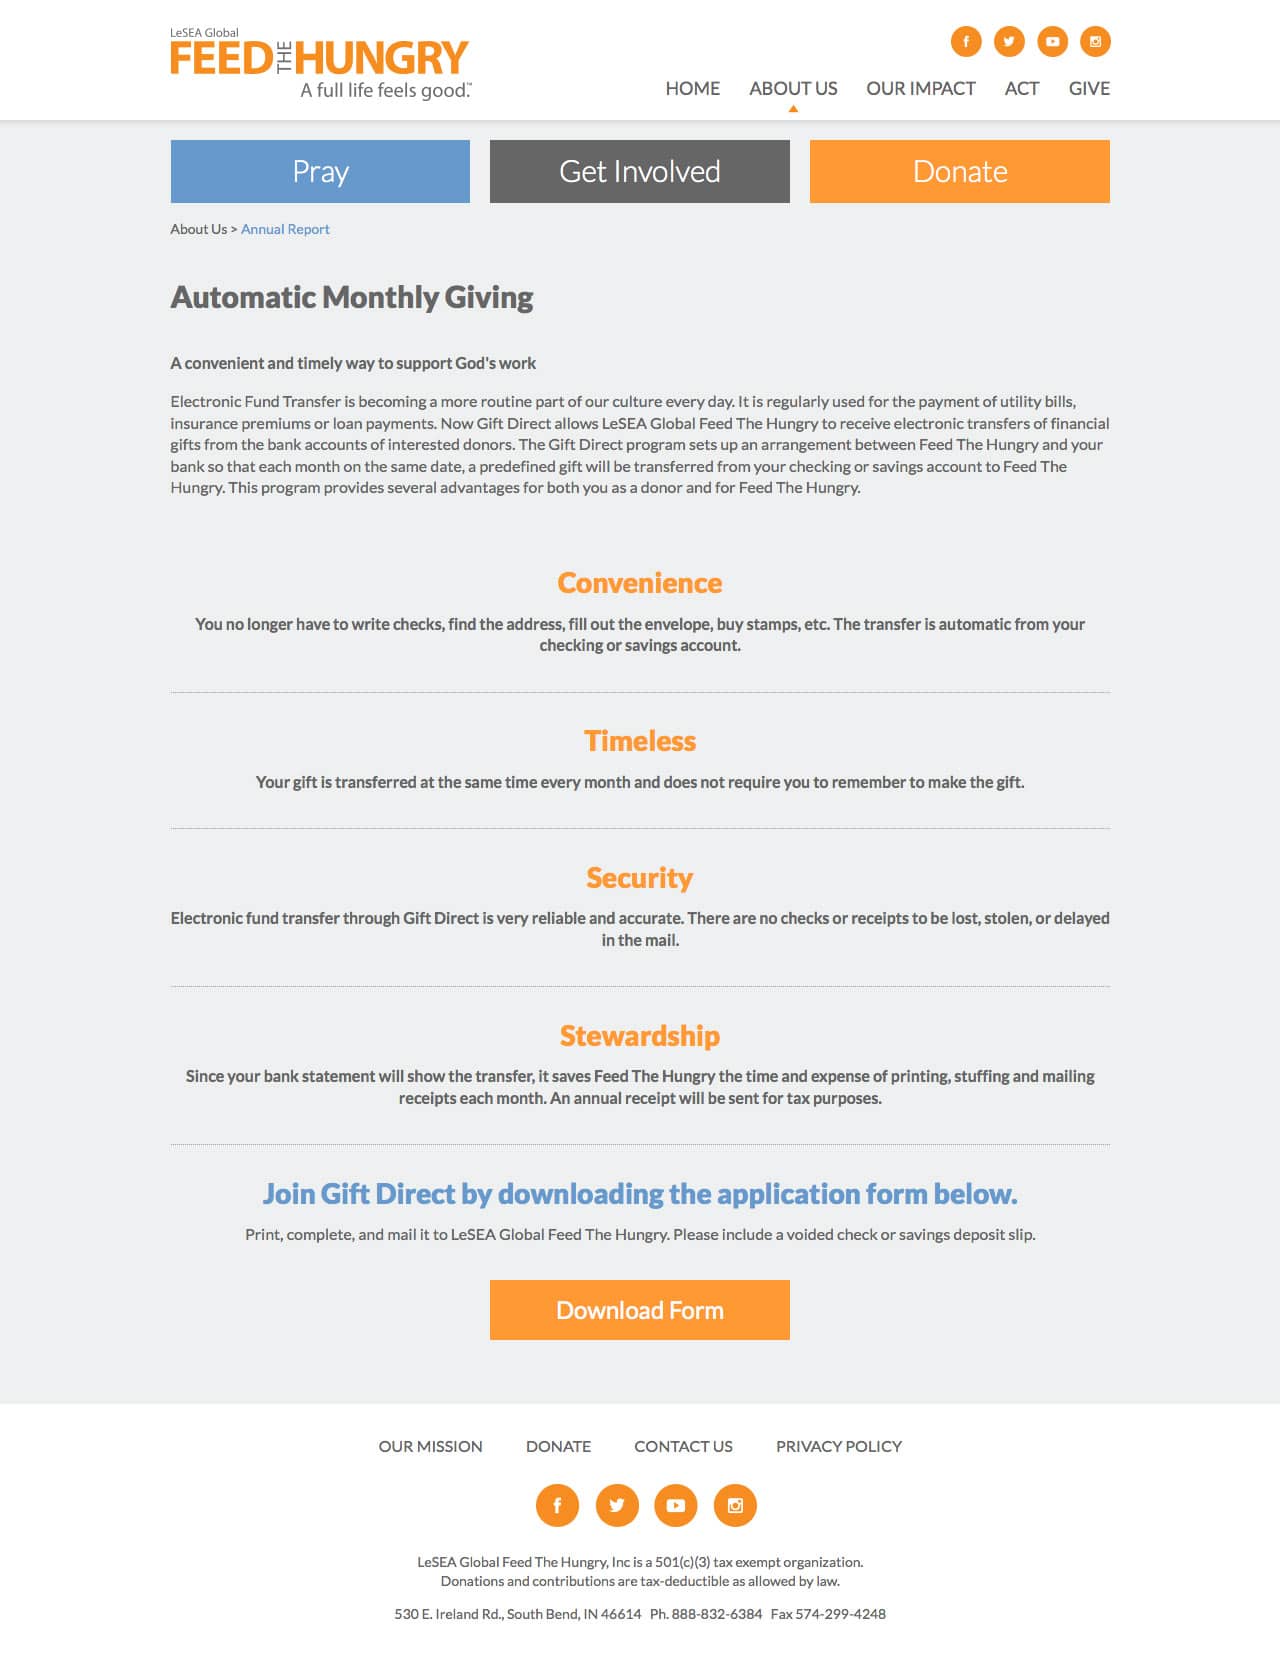 LeSEA Global
FEED THE HUNGRY
A full life feels good.™
HOME ABOUT US OUR IMPACT ACT GIVE
Pray Get Involved Donate
About Us > Annual Report
Automatic Monthly Giving
A convenient and timely way to support God's work
Electronic Fund Transfer is becoming a more routine part of our culture every day. It is regularly used for the payment of utility bills,
insurance premiums or loan payments. Now Gift Direct allows LeSEA Global Feed The Hungry to receive electronic transfers of financial
gifts from the bank accounts of interested donors. The Gift Direct program sets up an arrangement between Feed The Hungry and your
bank so that each month on the same date, a predefined gift will be transferred from your checking or savings account to Feed The
Hungry. This program provides several advantages for both you as a donor and for Feed The Hungry.
Convenience
You no longer have to write checks, find the address, fill out the envelope, buy stamps, etc. The transfer is automatic from your
checking or savings account.
Timeless
Your gift is transferred at the same time every month and does not require you to remember to make the gift.
Security
Electronic fund transfer through Gift Direct is very reliable and accurate. There are no checks or receipts to be lost, stolen, or delayed
in the mail.
Stewardship
Since your bank statement will show the transfer, it saves Feed The Hungry the time and expense of printing, stuffing and mailing
receipts each month. An annual receipt will be sent for tax purposes.
Join Gift Direct by downloading the application form below.
Print, complete, and mail it to LeSEA Global Feed The Hungry. Please include a voided check or savings deposit slip.
Download Form
OUR MISSION DONATE CONTACT US PRIVACY POLICY
LeSEA Global Feed The Hungry, Inc is a 501(c)(3) tax exempt organization.
Donations and contributions are tax-deductible as allowed by law.
530 E. Ireland Rd., South Bend, IN 46614 Ph. 888-832-6384 Fax 574-299-4248